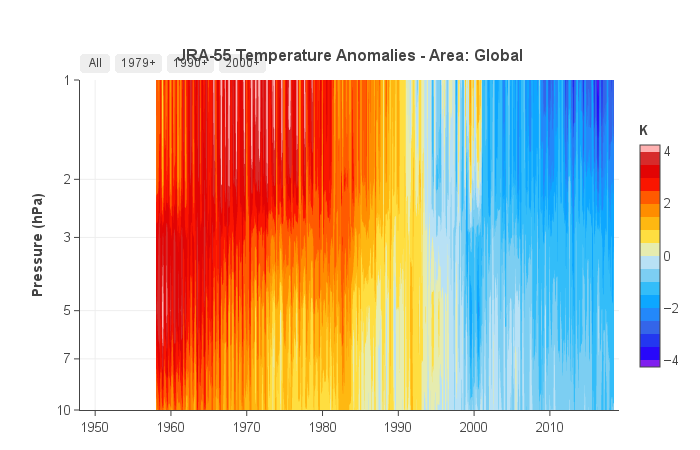 JRA-55 Temperature Anomalies - Area: Global
All 1979+ 1990+ 2000+
K
Pressure (hPa)
1
2
3
5
7
10
4
2
0
−2
−4
1950 1960 1970 1980 1990 2000 2010